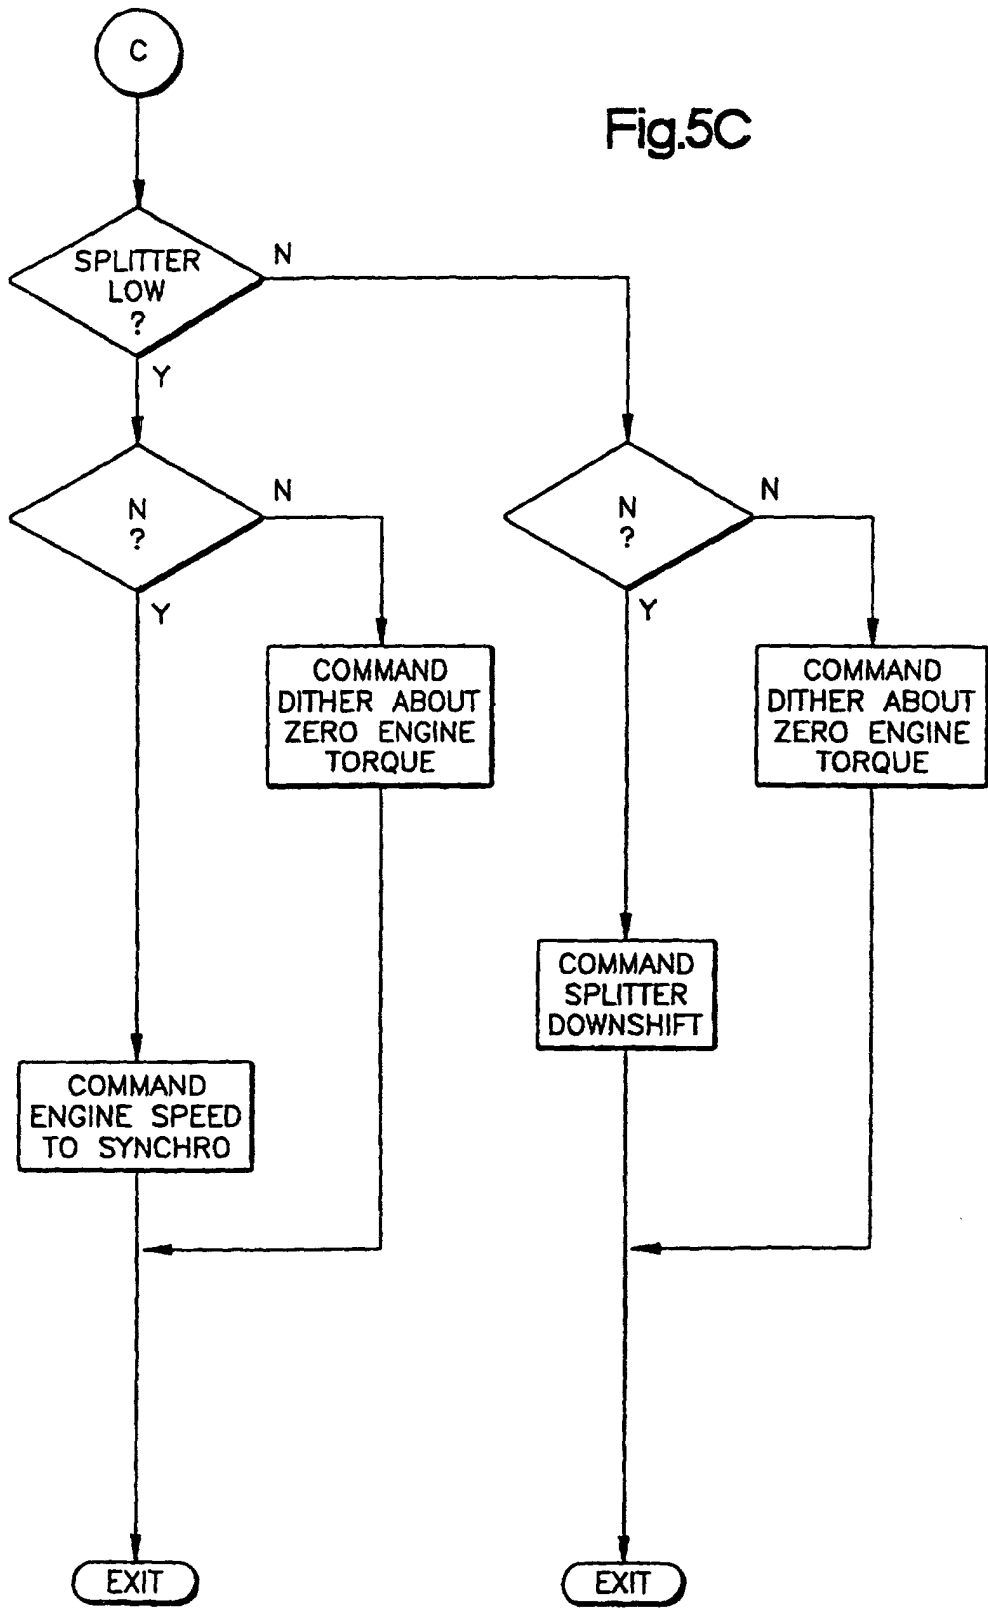 C
Fig.5C
SPLITTER
LOW
?
N
Y
N
?
N
Y
N
?
N
Y
COMMAND
DITHER ABOUT
ZERO ENGINE
TORQUE
COMMAND
DITHER ABOUT
ZERO ENGINE
TORQUE
COMMAND
SPLITTER
DOWNSHIFT
COMMAND
ENGINE SPEED
TO SYNCHRO
EXIT
EXIT